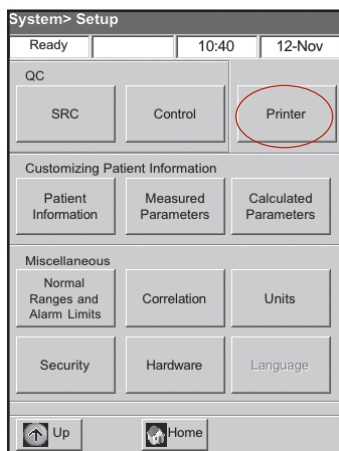 System> Setup
Ready 10:40 12-Nov
QC
SRC Control Printer
Customizing Patient Information
Patient Information Measured Parameters Calculated Parameters
Miscellaneous
Normal Ranges and Alarm Limits Correlation Units
Security Hardware Language
Up Home